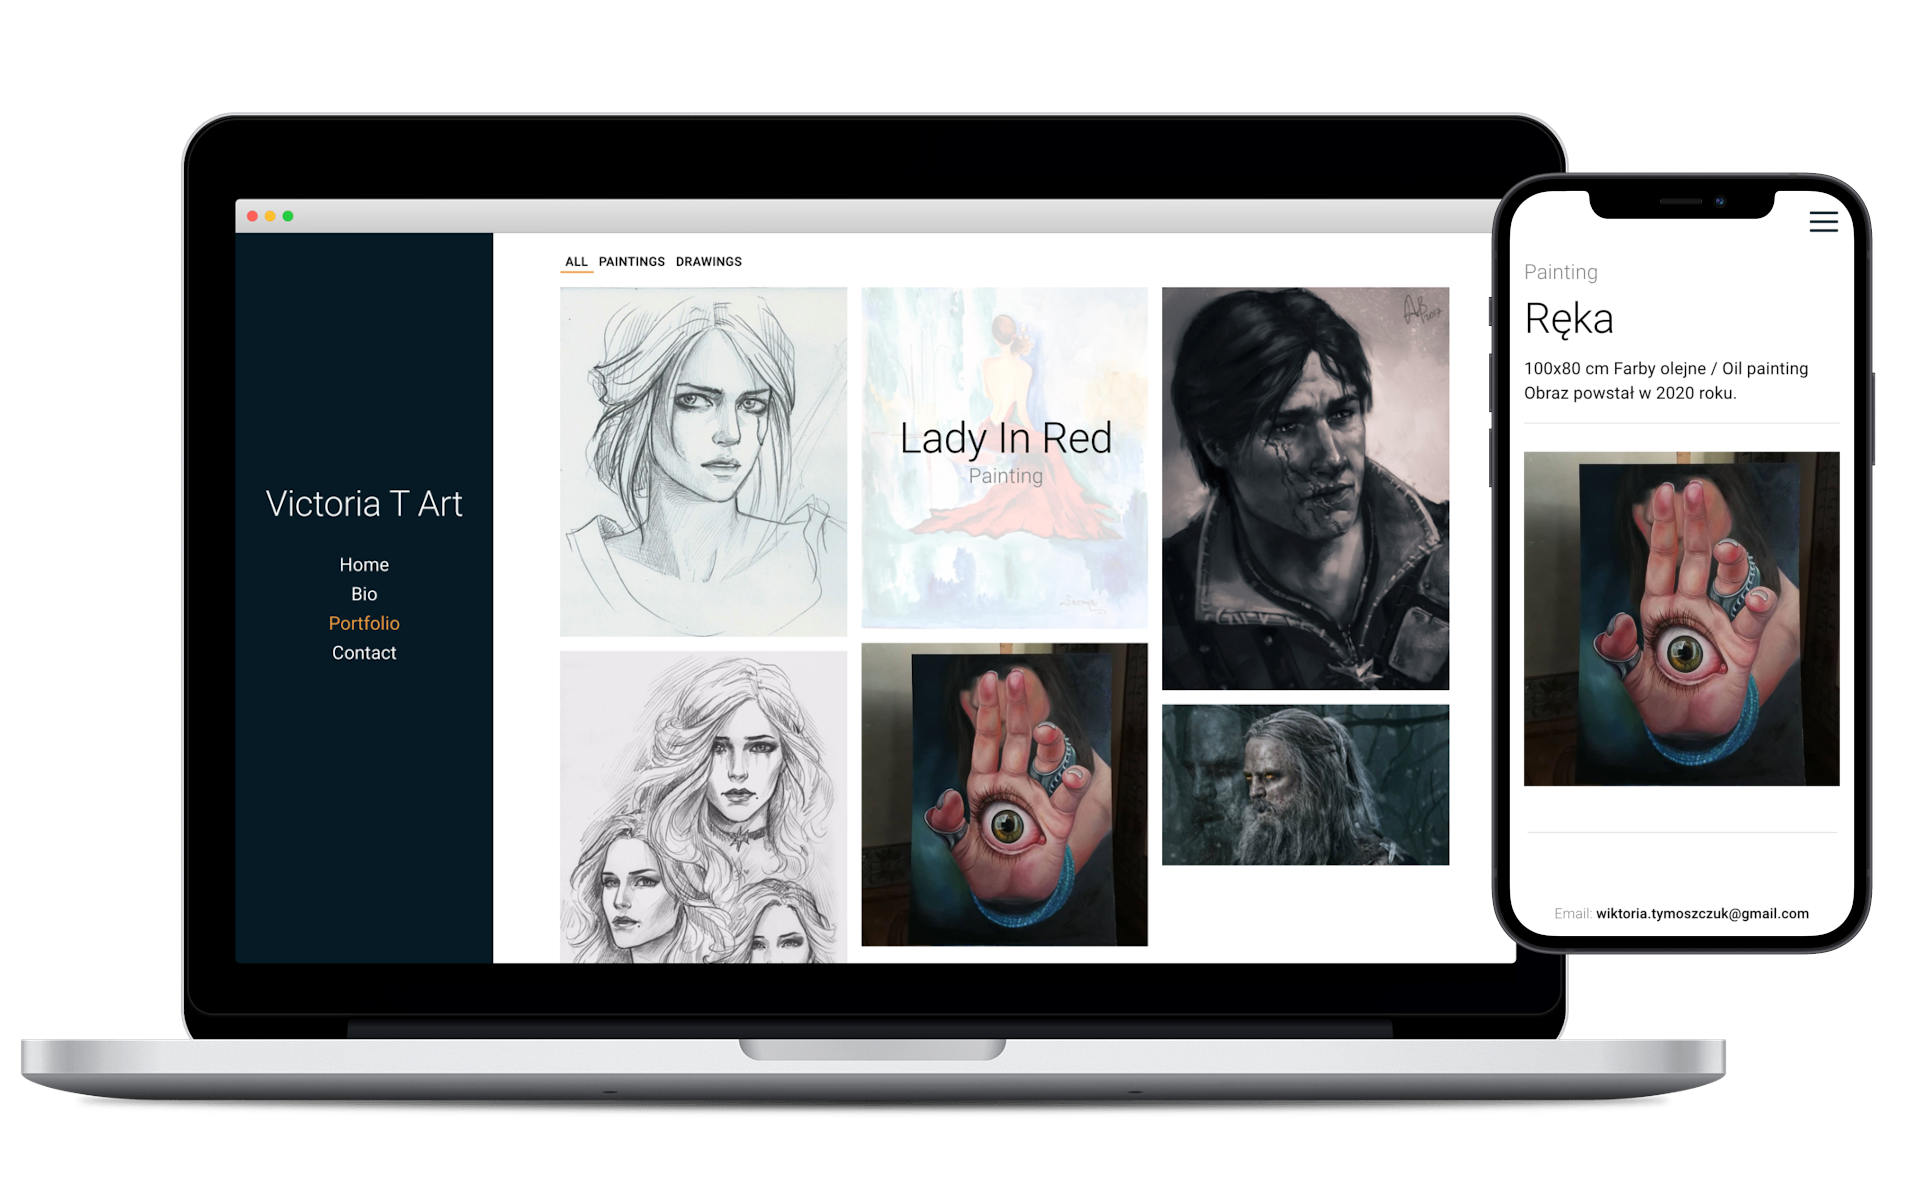 ALL PAINTINGS DRAWINGS
Victoria T Art
Home
Bio
Portfolio
Contact
Lady In Red
Painting
2017
Painting
Ręka
100x80 cm Farby olejne / Oil painting
Obraz powstał w 2020 roku.
Email: wiktoria.tymoszczuk@gmail.com